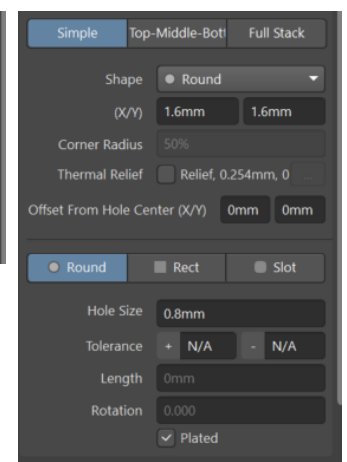 Simple Top-Middle-Bott Full Stack
Shape Round
(X/Y) 1.6mm 1.6mm
Corner Radius 50%
Thermal Relief Relief, 0.254mm, 0 ...
Offset From Hole Center (X/Y) 0mm 0mm
Round Rect Slot
Hole Size 0.8mm
Tolerance + N/A - N/A
Length 0mm
Rotation 0.000
Plated